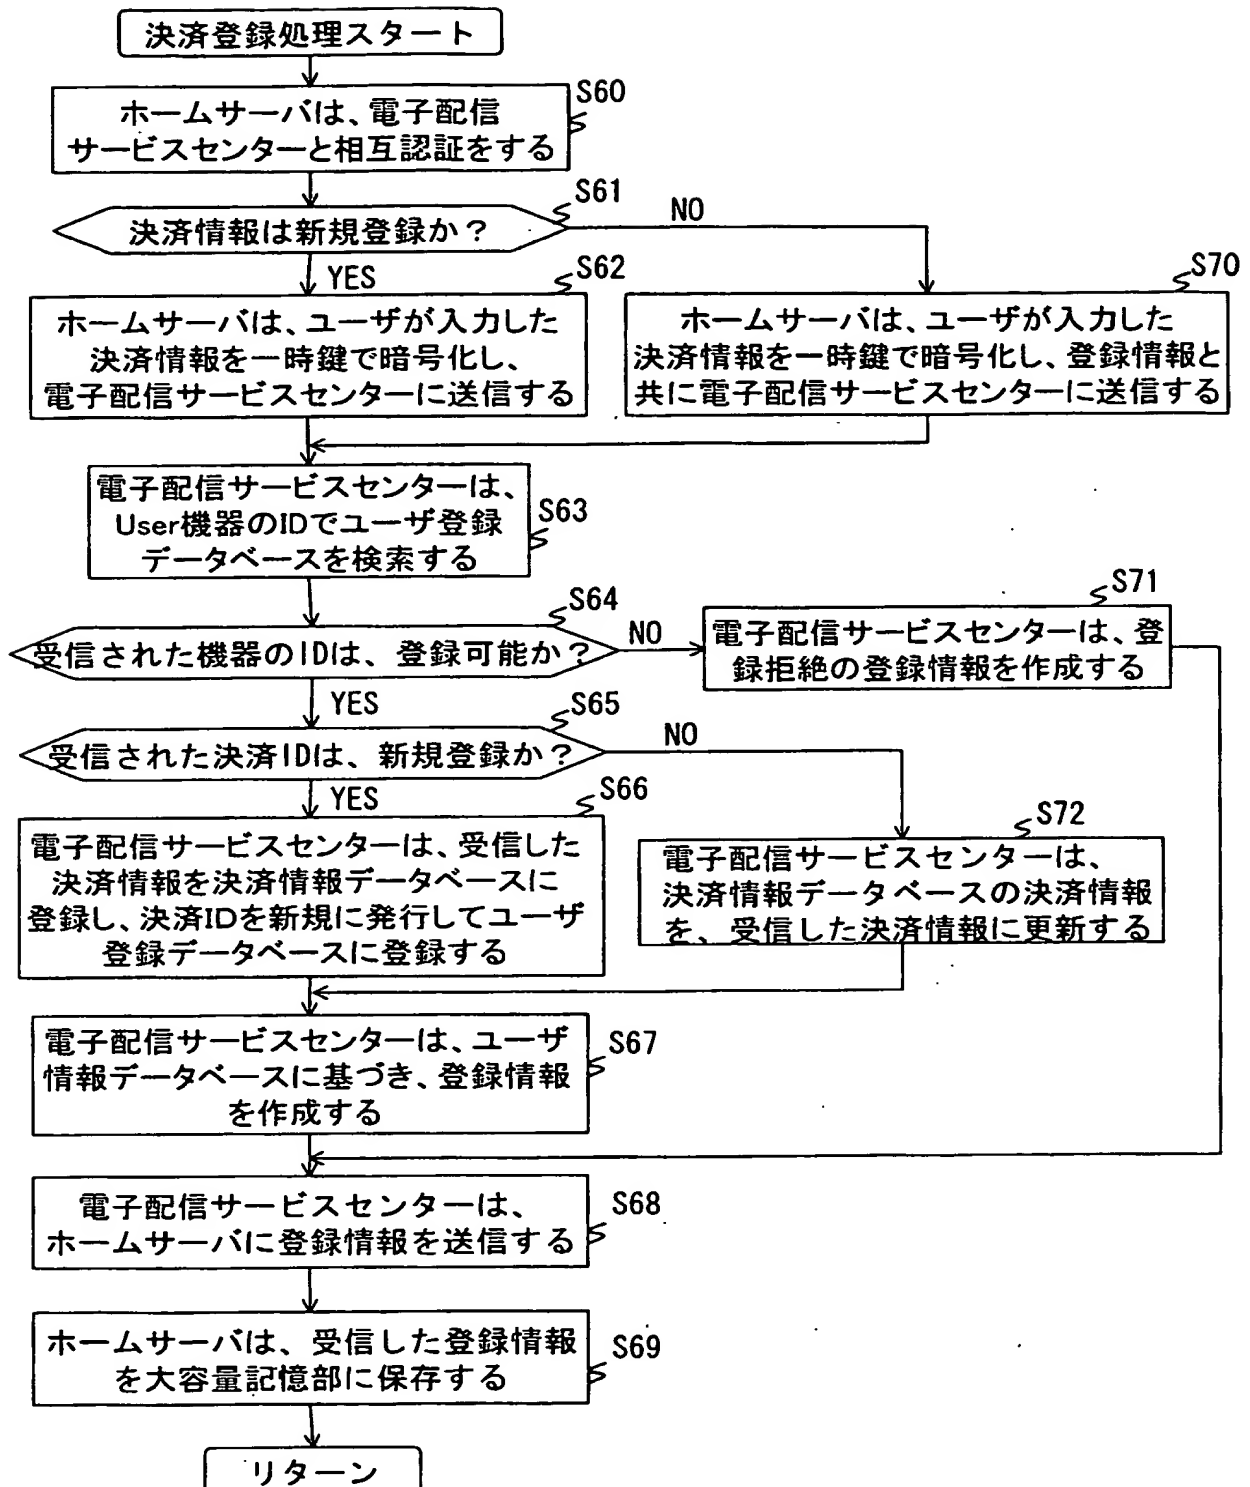 決済登録処理スタート
S60
ホームサーバは、電子配信
サービスセンターと相互認証をする
S61
決済情報は新規登録か？
NO
YES
S62
ホームサーバは、ユーザが入力した
決済情報を一時鍵で暗号化し、
電子配信サービスセンターに送信する
S70
ホームサーバは、ユーザが入力した
決済情報を一時鍵で暗号化し、登録情報と
共に電子配信サービスセンターに送信する
電子配信サービスセンターは、
User機器のIDでユーザ登録
データベースを検索する
S63
S64
受信された機器のIDは、登録可能か？
NO
YES
S71
電子配信サービスセンターは、登
録拒絶の登録情報を作成する
S65
受信された決済IDは、新規登録か？
NO
YES
S66
電子配信サービスセンターは、受信した
決済情報を決済情報データベースに
登録し、決済IDを新規に発行してユーザ
登録データベースに登録する
S72
電子配信サービスセンターは、
決済情報データベースの決済情報
を、受信した決済情報に更新する
電子配信サービスセンターは、ユーザ
情報データベースに基づき、登録情報
を作成する
S67
電子配信サービスセンターは、
ホームサーバに登録情報を送信する
S68
ホームサーバは、受信した登録情報
を大容量記憶部に保存する
S69
リターン